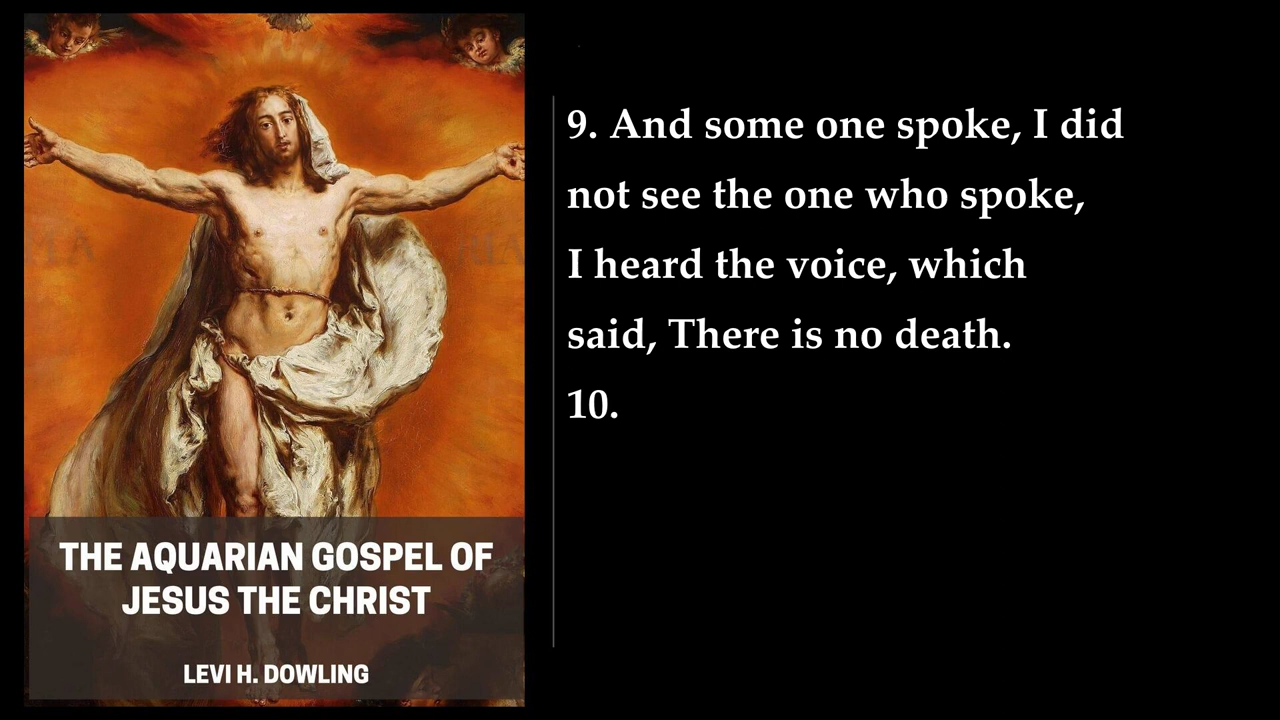 9. And some one spoke, I did
not see the one who spoke,
I heard the voice, which
said, There is no death.
10.
THE AQUARIAN GOSPEL OF
JESUS THE CHRIST
LEVI H. DOWLING